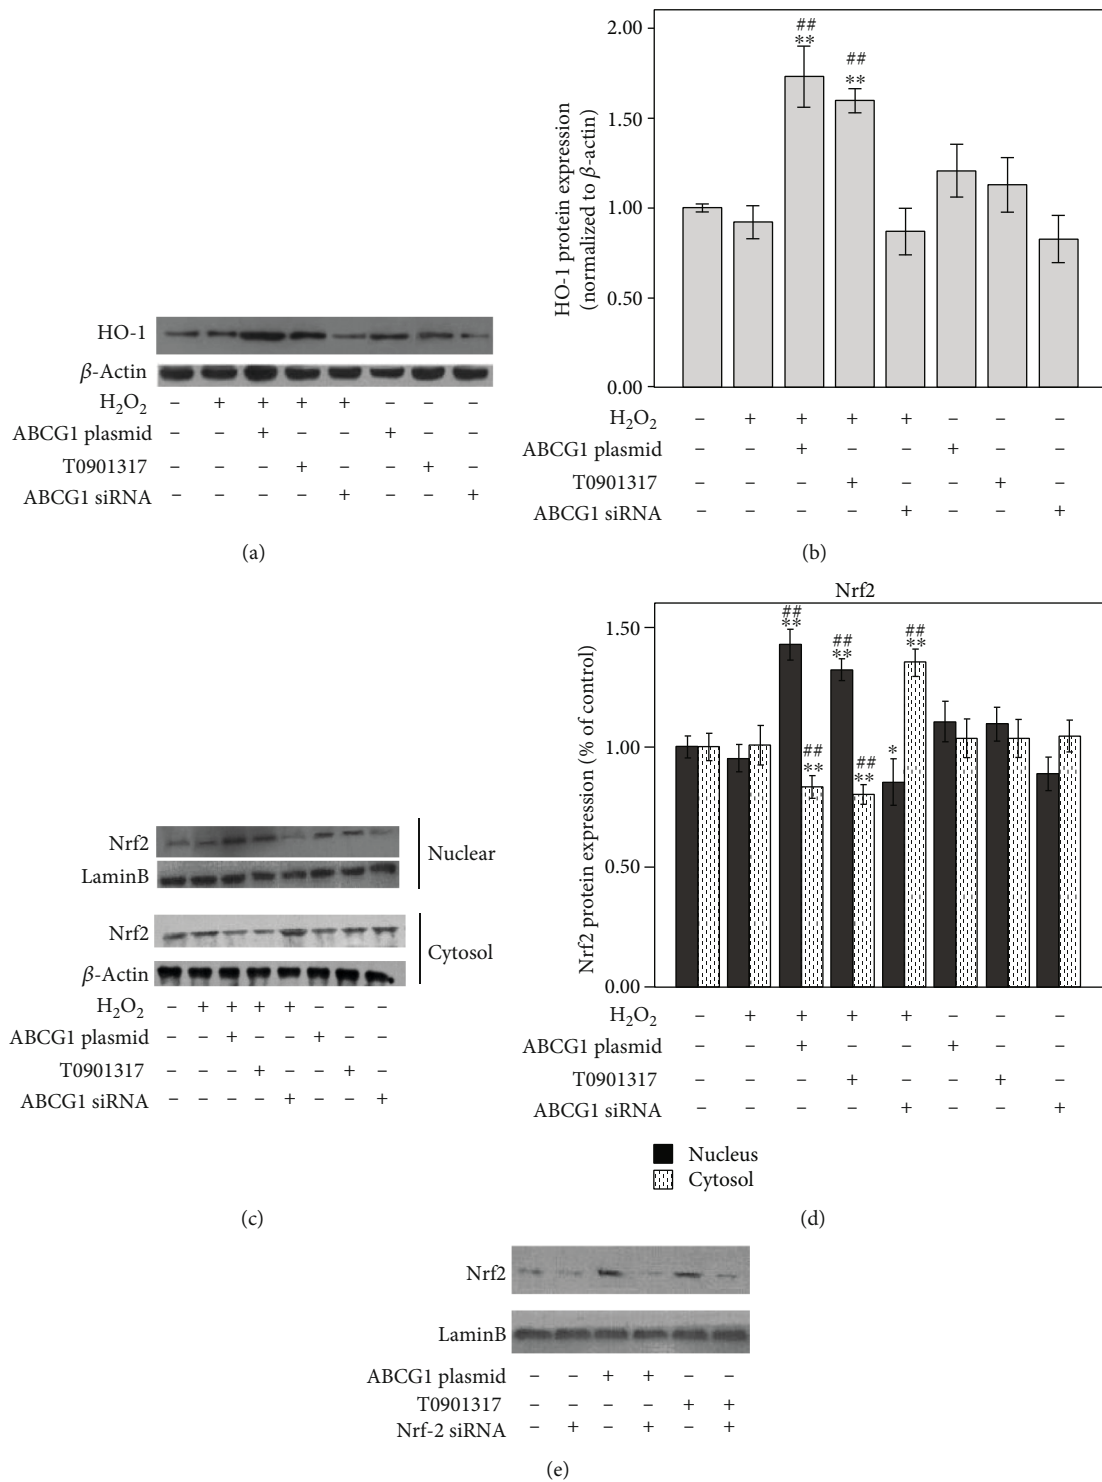 HO-1
β-Actin
H₂O₂ – + + + + – – –
ABCG1 plasmid – – + – – + – –
T0901317 – – – + – – + –
ABCG1 siRNA – – – – + – – +
(a)
HO-1 protein expression
(normalized to β-actin)
2.00
1.50
1.00
0.50
0.00
##
**
##
**
H₂O₂ – + + + + – – –
ABCG1 plasmid – – + – – + – –
T0901317 – – – + – – + –
ABCG1 siRNA – – – – + – – +
(b)
Nrf2
LaminB
Nuclear
Nrf2
β-Actin
Cytosol
H₂O₂ – + + + + – – –
ABCG1 plasmid – – + – – + – –
T0901317 – – – + – – + –
ABCG1 siRNA – – – – + – – +
(c)
Nrf2
Nrf2 protein expression (% of control)
1.50
1.00
0.50
0.00
##
**
##
**
##
**
##
**
*
##
**
H₂O₂ – + + + + – – –
ABCG1 plasmid – – + – – + – –
T0901317 – – – + – – + –
ABCG1 siRNA – – – – + – – +
Nucleus
Cytosol
(d)
Nrf2
LaminB
ABCG1 plasmid – – + + – –
T0901317 – – – – + +
Nrf-2 siRNA – + – + – +
(e)